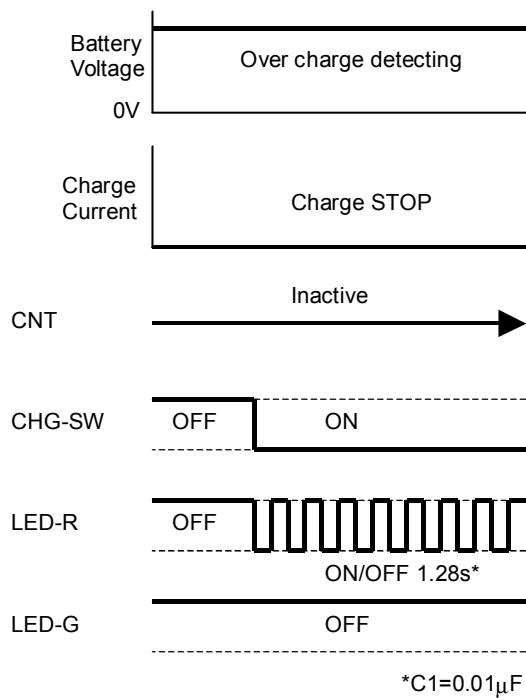 Battery
Voltage
Over charge detecting
0V
Charge
Current
Charge STOP
Inactive
CNT
CHG-SW OFF ON
LED-R OFF
ON/OFF 1.28s*
LED-G OFF
*C1=0.01μF